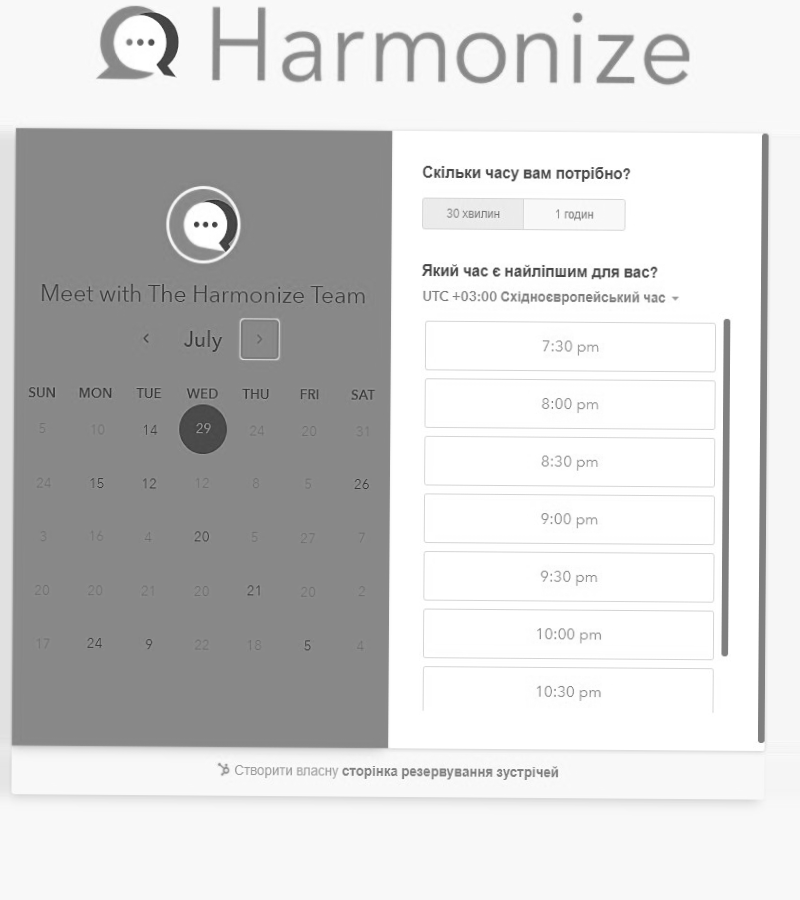 Harmonize
Meet with The Harmonize Team
July
SUN MON TUE WED THU FRI SAT
5 10 14 29 24 20 31
24 15 12 12 8 5 26
3 16 4 20 5 27 7
20 20 21 20 21 20 2
17 24 9 22 18 5 4
Скільки часу вам потрібно?
30 хвилин 1 годин
Який час є найліпшим для вас?
UTC +03:00 Східноєвропейський час
7:30 pm
8:00 pm
8:30 pm
9:00 pm
9:30 pm
10:00 pm
10:30 pm
Створити власну сторінка резервування зустрічей